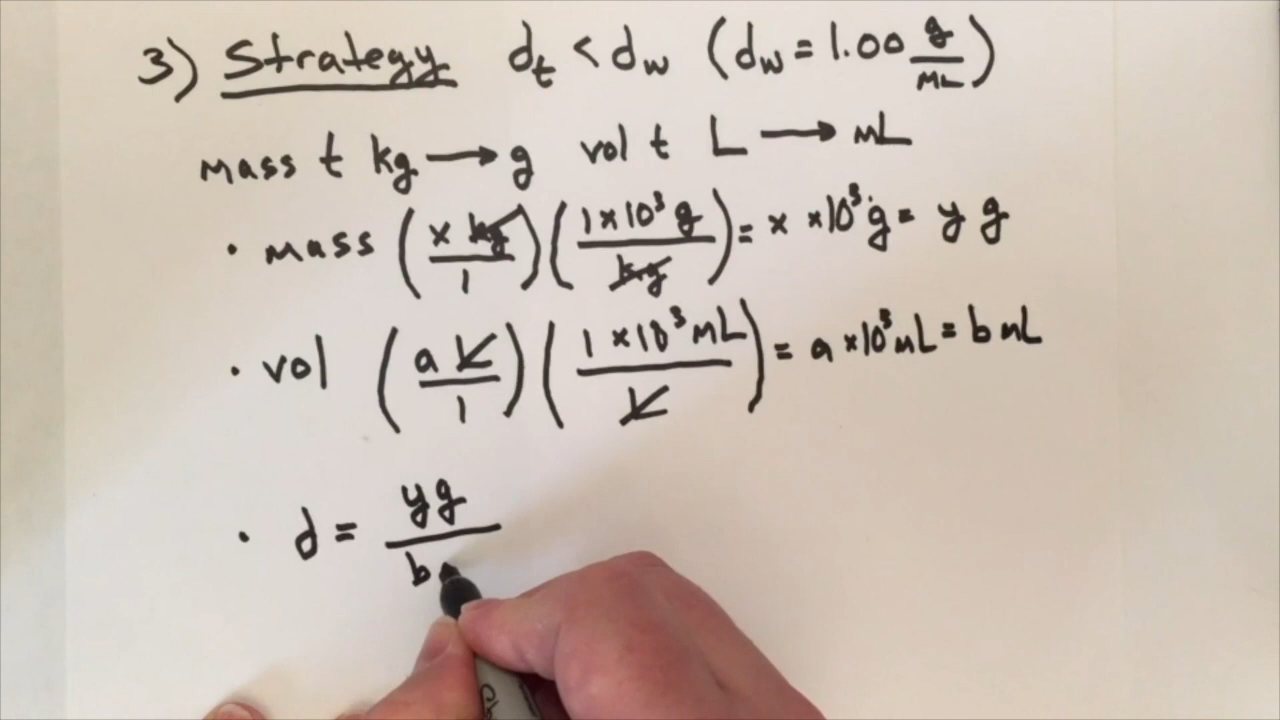 3) Strategy d_t < d_w (d_w = 1.00 g/mL)
mass t kg → g vol t L → mL
· mass (x kg/1)(1 × 10³ g/kg) = x × 10³ g = y g
· vol (a L/1)(1 × 10³ mL/L) = a × 10³ mL = b mL
· d = y g/b